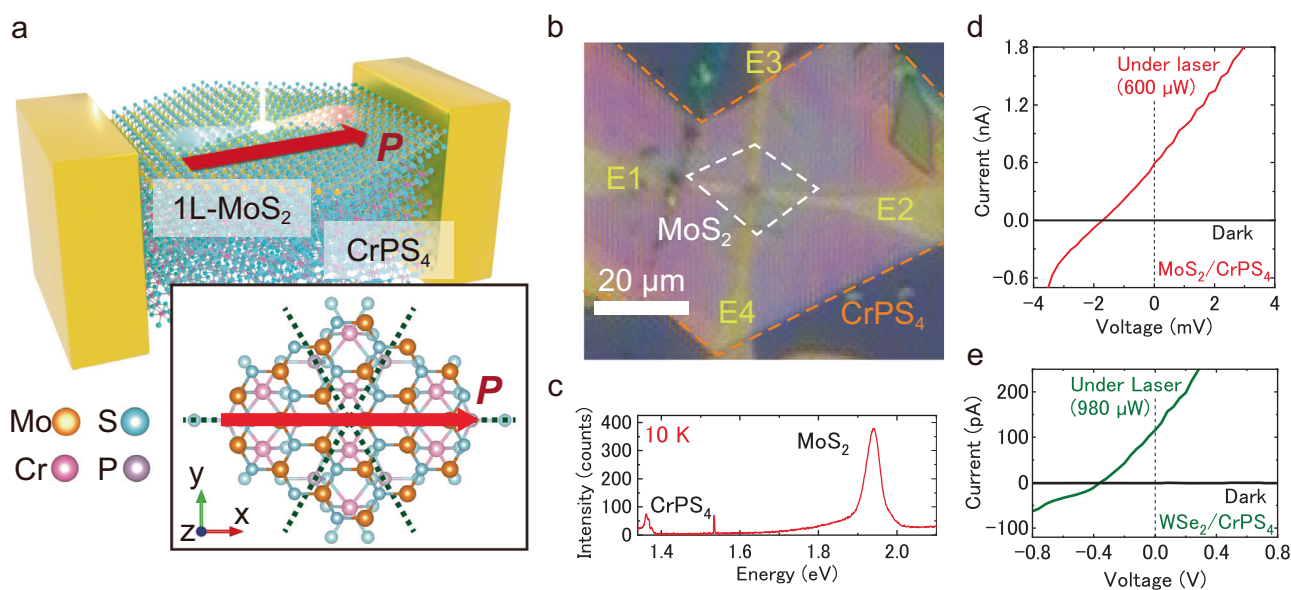 a
P
1L-MoS₂
CrPS₄
P
Mo
S
Cr
P
y
z
x
b
E3
E1
E2
MoS₂
20 μm
E4
CrPS₄
c
10 K
MoS₂
CrPS₄
Intensity (counts)
400
300
200
100
0
1.4
1.6
1.8
2.0
Energy (eV)
d
Under laser
(600 μW)
Dark
MoS₂/CrPS₄
Current (nA)
1.8
1.2
0.6
0.0
−0.6
−4
−2
0
2
4
Voltage (mV)
e
Under Laser
(980 μW)
Dark
WSe₂/CrPS₄
Current (pA)
200
100
0
−100
−0.8
−0.4
0.0
0.4
0.8
Voltage (V)